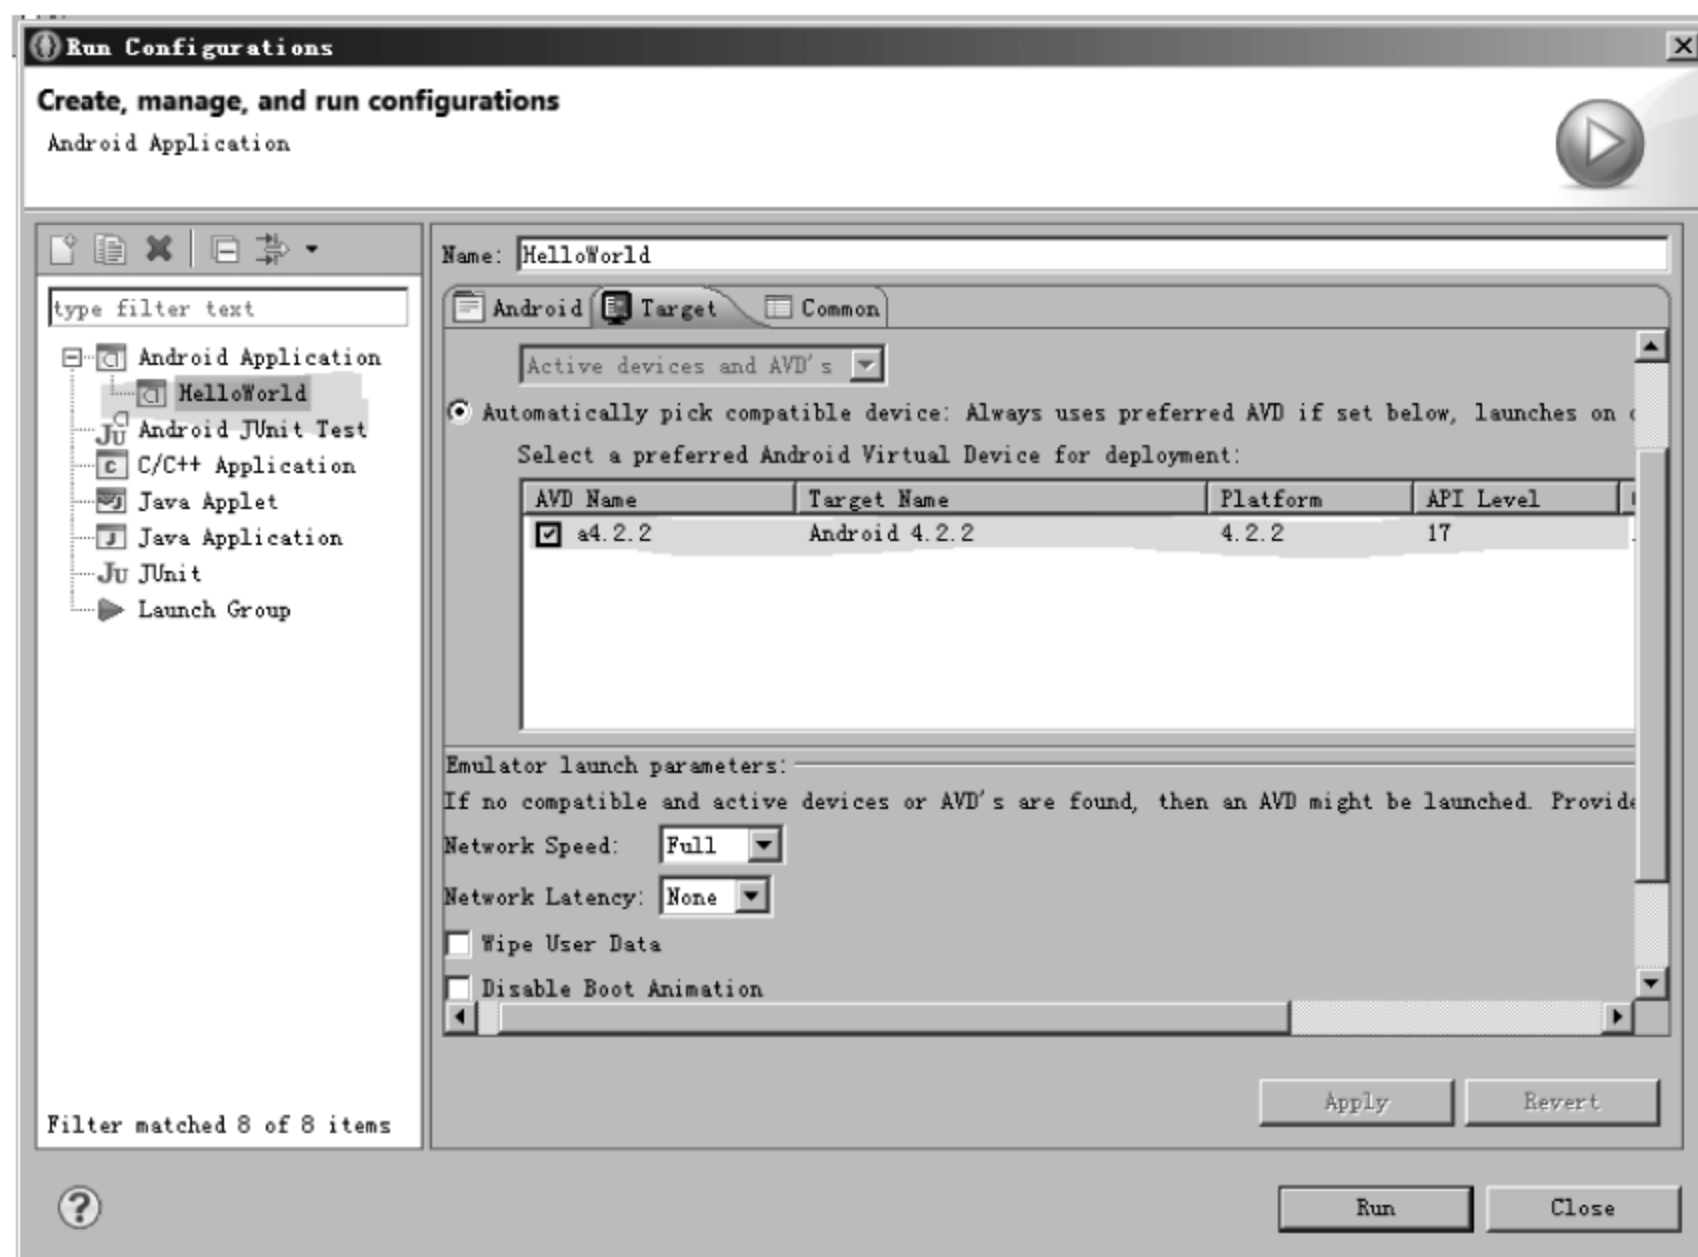 Run Configurations
Create, manage, and run configurations
Android Application
type filter text
Android Application
HelloWorld
Android JUnit Test
C/C++ Application
Java Applet
Java Application
JUnit
Launch Group
Filter matched 8 of 8 items
Name: HelloWorld
Android Target Common
Active devices and AVD's
Automatically pick compatible device: Always uses preferred AVD if set below, launches on
Select a preferred Android Virtual Device for deployment:
AVD Name Target Name Platform API Level
a4.2.2 Android 4.2.2 4.2.2 17
Emulator launch parameters:
If no compatible and active devices or AVD's are found, then an AVD might be launched. Provide
Network Speed: Full
Network Latency: None
Wipe User Data
Disable Boot Animation
Apply Revert
Run Close